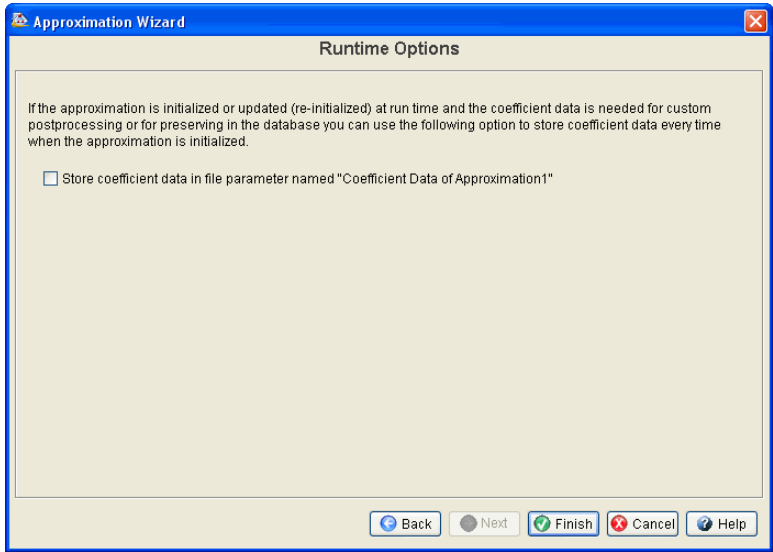 Approximation Wizard
Runtime Options
If the approximation is initialized or updated (re-initialized) at run time and the coefficient data is needed for custom
postprocessing or for preserving in the database you can use the following option to store coefficient data every time
when the approximation is initialized.
Store coefficient data in file parameter named "Coefficient Data of Approximation1"
Back Next Finish Cancel Help